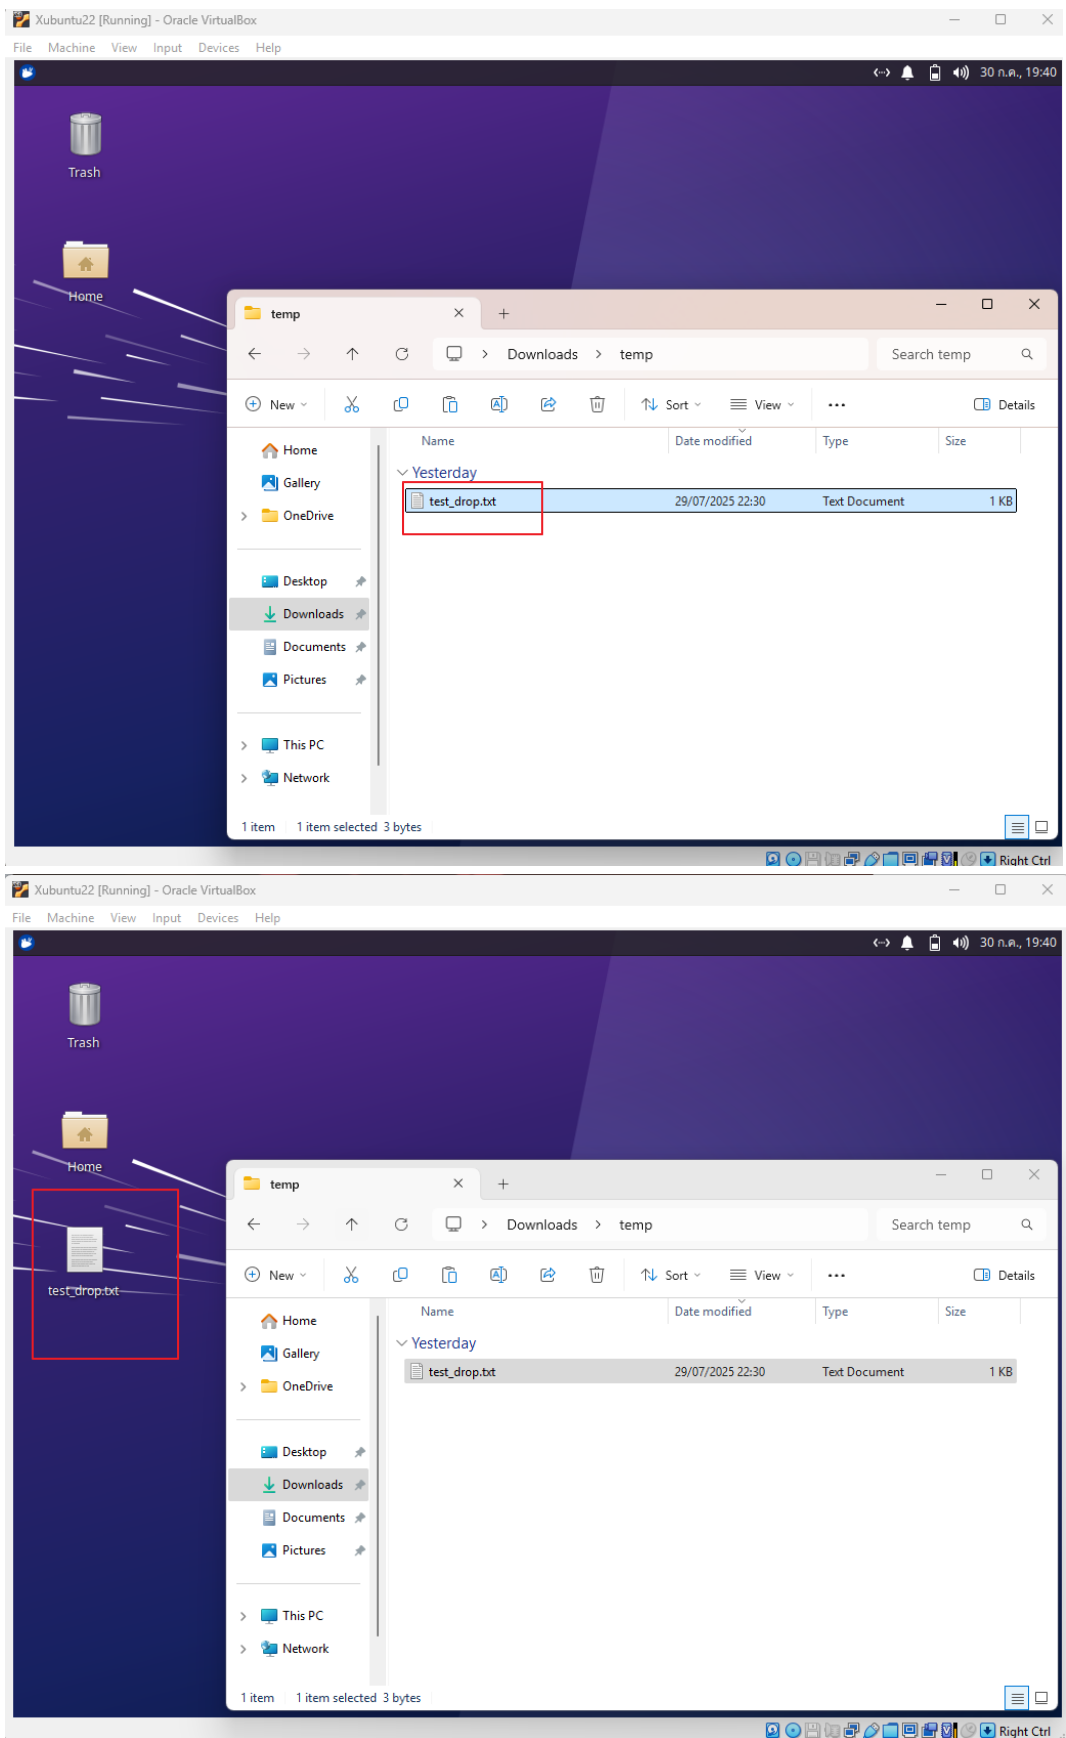 Xubuntu22 [Running] - Oracle VirtualBox
File Machine View Input Devices Help
30 ก.ค., 19:40
Trash
Home
temp
Downloads > temp
Search temp
New
Sort
View
Details
Name Date modified Type Size
Home
Gallery
OneDrive
Desktop
Downloads
Documents
Pictures
This PC
Network
Yesterday
test_drop.txt 29/07/2025 22:30 Text Document 1 KB
1 item 1 item selected 3 bytes
Right Ctrl
Xubuntu22 [Running] - Oracle VirtualBox
File Machine View Input Devices Help
30 ก.ค., 19:40
Trash
Home
test_drop.txt
temp
Downloads > temp
Search temp
New
Sort
View
Details
Name Date modified Type Size
Home
Gallery
OneDrive
Desktop
Downloads
Documents
Pictures
This PC
Network
Yesterday
test_drop.txt 29/07/2025 22:30 Text Document 1 KB
1 item 1 item selected 3 bytes
Right Ctrl